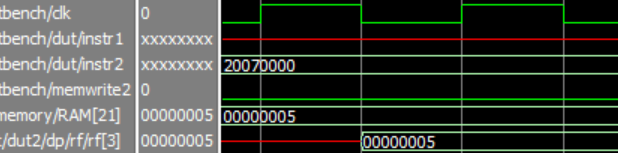 tbench/clk 0
tbench/dut/instr1 xxxxxxxx
tbench/dut/instr2 xxxxxxxx 20070000
tbench/memwrite2 0
memory/RAM[21] 00000005 00000005
/dut2/dp/rf/rf[3] 00000005 00000005